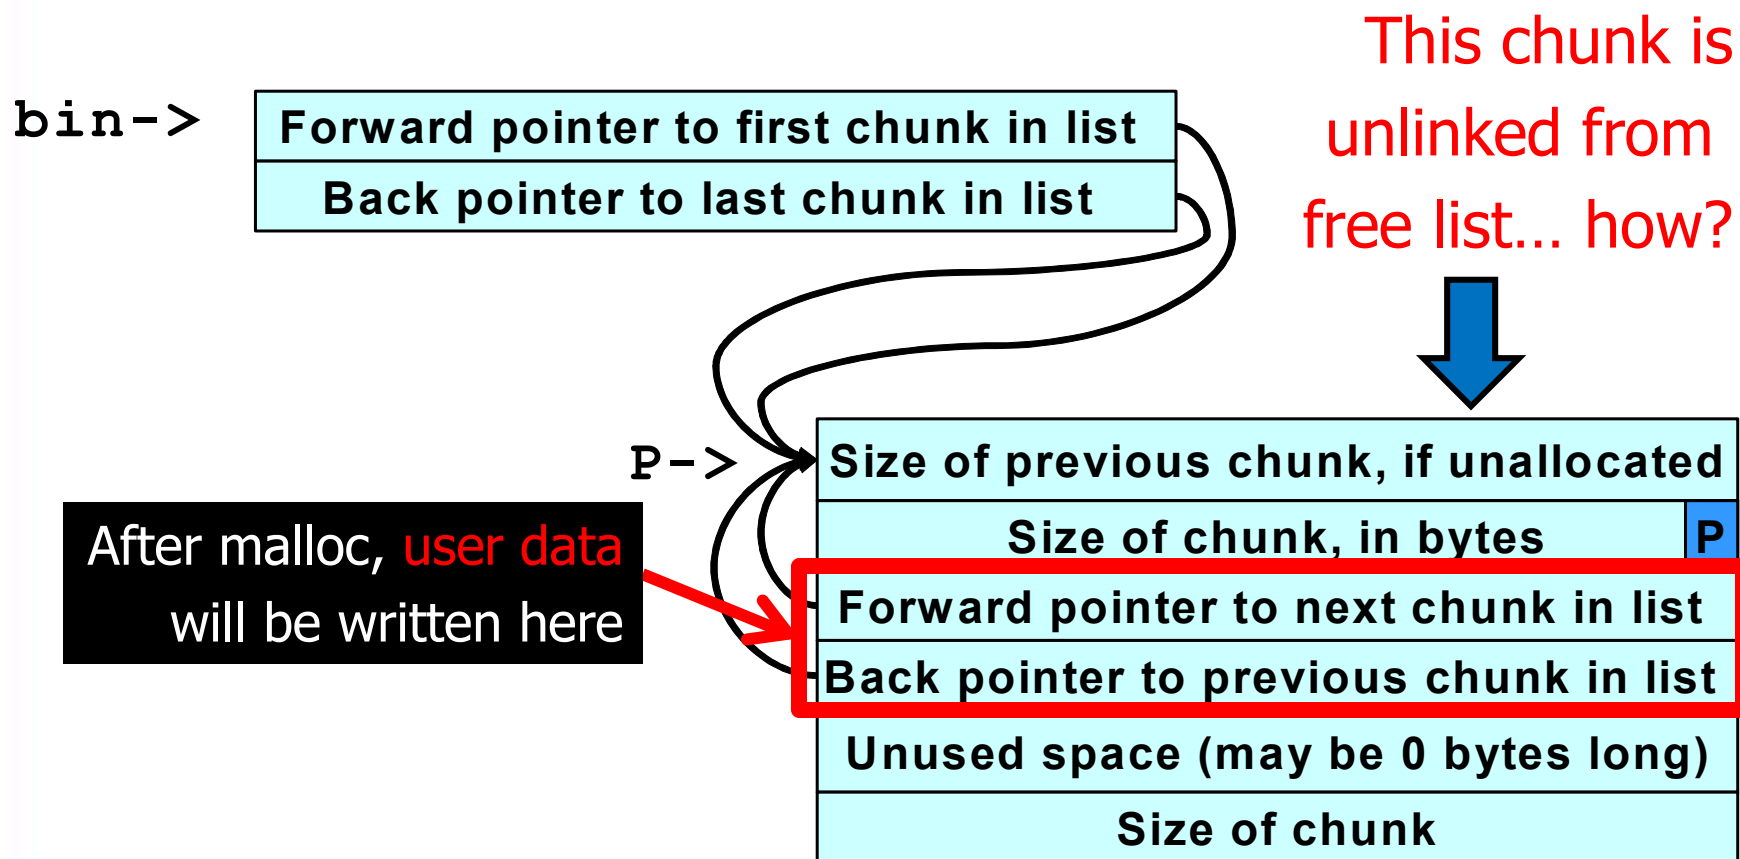 This chunk is
unlinked from
free list... how?
bin->
Forward pointer to first chunk in list
Back pointer to last chunk in list
P->
Size of previous chunk, if unallocated
Size of chunk, in bytes
P
After malloc, user data
will be written here
Forward pointer to next chunk in list
Back pointer to previous chunk in list
Unused space (may be 0 bytes long)
Size of chunk